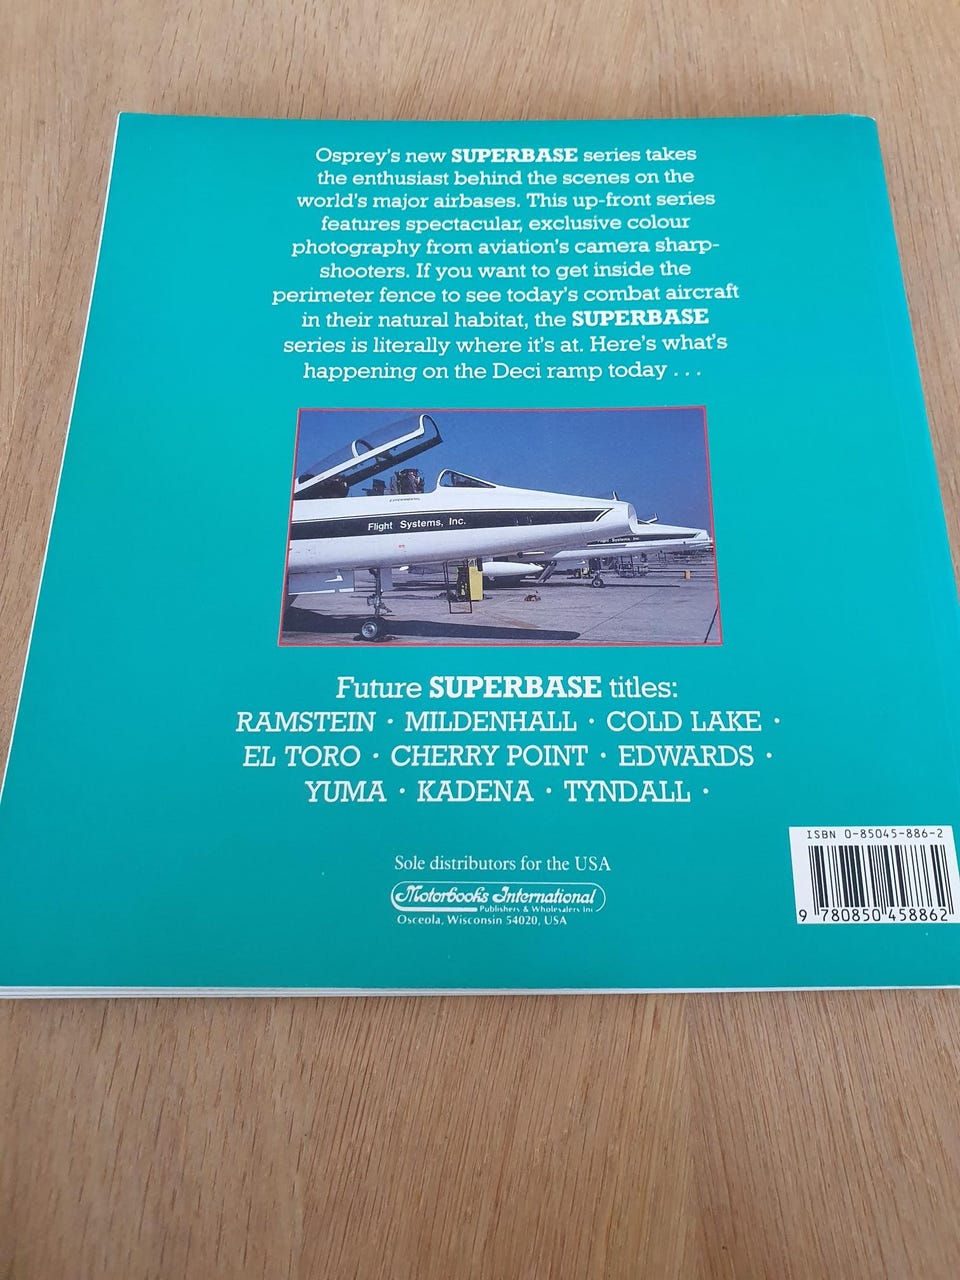 Osprey's new SUPERBASE series takes
the enthusiast behind the scenes on the
world's major airbases. This up-front series
features spectacular, exclusive colour
photography from aviation's camera sharp-
shooters. If you want to get inside the
perimeter fence to see today's combat aircraft
in their natural habitat, the SUPERBASE
series is literally where it's at. Here's what's
happening on the Deci ramp today . . .
EXPERIMENTAL
Flight Systems, Inc.
Flight Systems, Inc.
Future SUPERBASE titles:
RAMSTEIN · MILDENHALL · COLD LAKE ·
EL TORO · CHERRY POINT · EDWARDS ·
YUMA · KADENA · TYNDALL ·
ISBN 0-85045-886-2
9 780850 458862
Sole distributors for the USA
Motorbooks International
Publishers & Wholesalers Inc
Osceola, Wisconsin 54020, USA